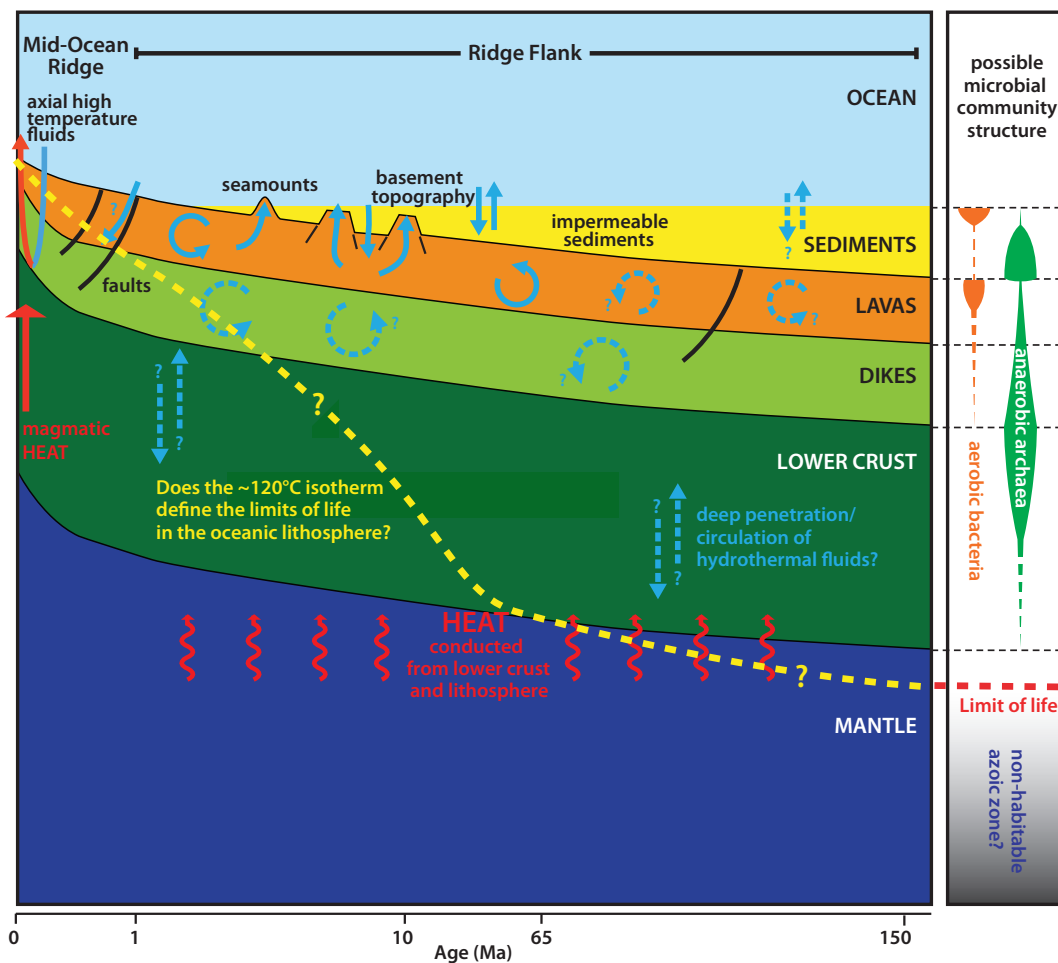 Mid-Ocean
Ridge
Ridge Flank
OCEAN
axial high
temperature
fluids
seamounts
basement
topography
impermeable
sediments
SEDIMENTS
?
?
faults
LAVAS
?
?
?
?
?
DIKES
?
?
?
?
magmatic
HEAT
LOWER CRUST
Does the ~120°C isotherm
define the limits of life
in the oceanic lithosphere?
deep penetration/
circulation of
hydrothermal fluids?
?
?
HEAT
conducted
from lower crust
and lithosphere
?
MANTLE
0
1
10
65
150
Age (Ma)
possible
microbial
community
structure
aerobic bacteria
anaerobic archaea
Limit of life
non-habitable
azoic zone?